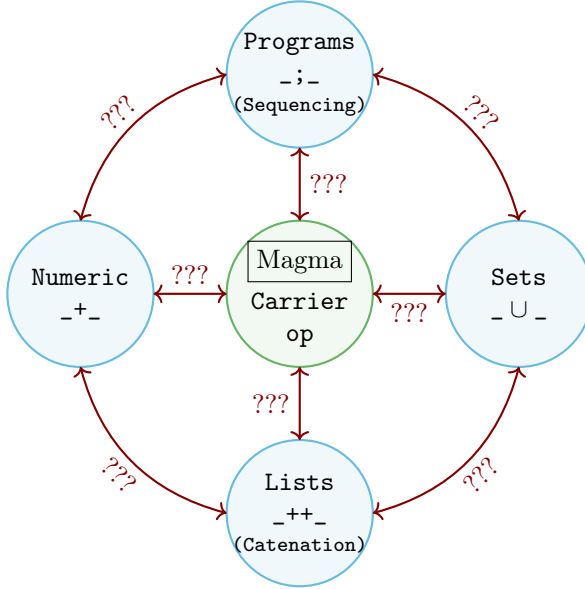 Programs
_;_
(Sequencing)
???
???
???
Numeric
_+_
???
Magma
Carrier
op
???
Sets
_ ∪ _
???
???
???
Lists
_++_
(Catenation)